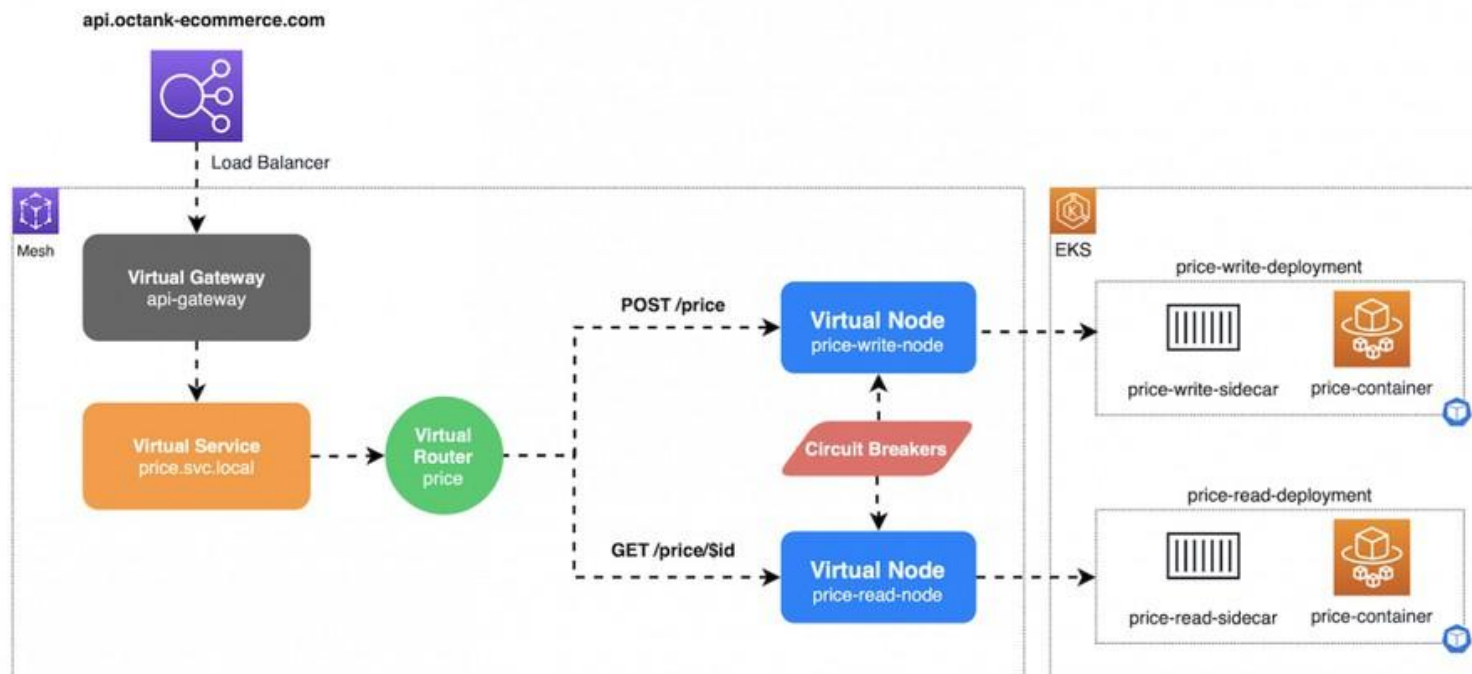 api.octank-ecommerce.com
Load Balancer
Mesh
Virtual Gateway
api-gateway
Virtual Service
price.svc.local
Virtual
Router
price
POST /price
GET /price/$id
Virtual Node
price-write-node
Circuit Breakers
Virtual Node
price-read-node
EKS
price-write-deployment
price-write-sidecar
price-container
price-read-deployment
price-read-sidecar
price-container